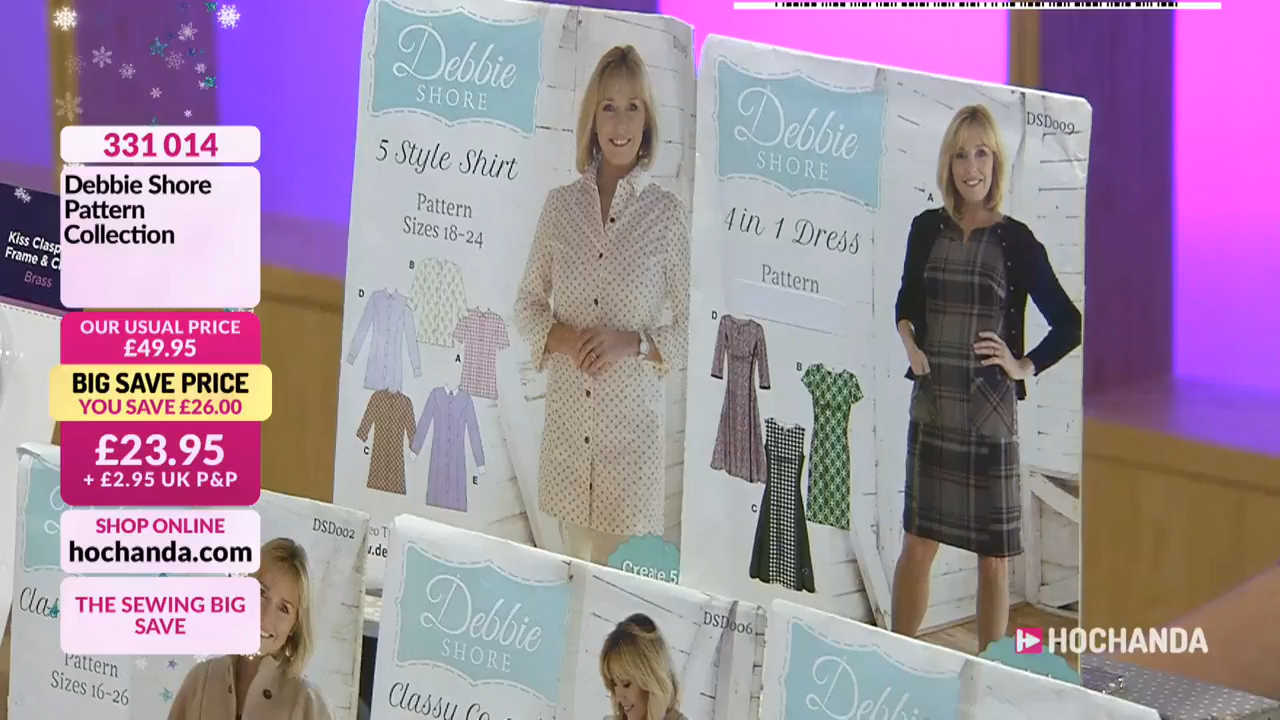 331 014
Debbie Shore
Pattern
Collection
OUR USUAL PRICE
£49.95
BIG SAVE PRICE
YOU SAVE £26.00
£23.95
+ £2.95 UK P&P
SHOP ONLINE
hochanda.com
THE SEWING BIG
SAVE
Kiss Clasp
Frame &
Brass
Debbie
SHORE
5 Style Shirt
Pattern
Sizes 18-24
B
D
A
C
E
Create 5
Debbie
SHORE
DSD009
4 in 1 Dress
Pattern
A
D
B
C
DSD002
Pattern
Sizes 16-26
Debbie
SHORE
DSD006
Classy
Debbie
HOCHANDA